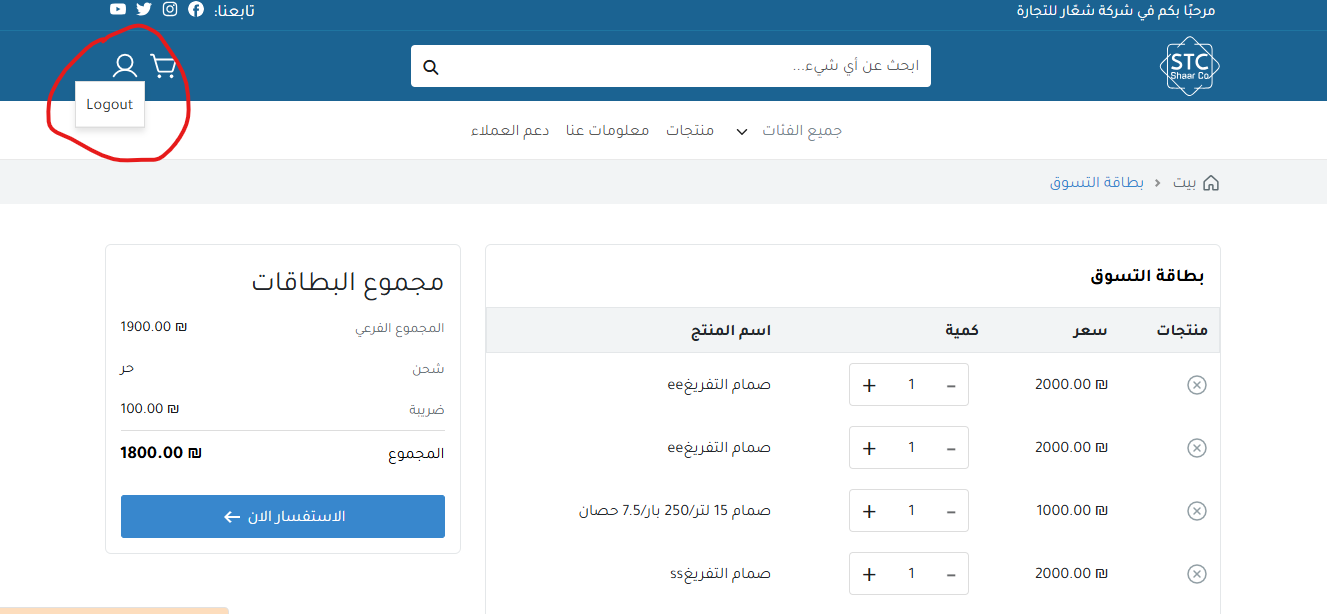 مرحبًا بكم في شركة شعّار للتجارة
تابعنا:
STC
Shaar Co
ابحث عن أي شيء...
Logout
جميع الفئات
منتجات
معلومات عنا
دعم العملاء
بيت
بطاقة التسوق
بطاقة التسوق
منتجات سعر كمية اسم المنتج
2000.00 ₪ - 1 + صمام التفريغee
2000.00 ₪ - 1 + صمام التفريغee
1000.00 ₪ - 1 + صمام 15 لتر/250 بار/7.5 حصان
2000.00 ₪ - 1 + صمام التفريغss
مجموع البطاقات
المجموع الفرعي 1900.00 ₪
شحن حر
ضريبة 100.00 ₪
المجموع 1800.00 ₪
الاستفسار الان